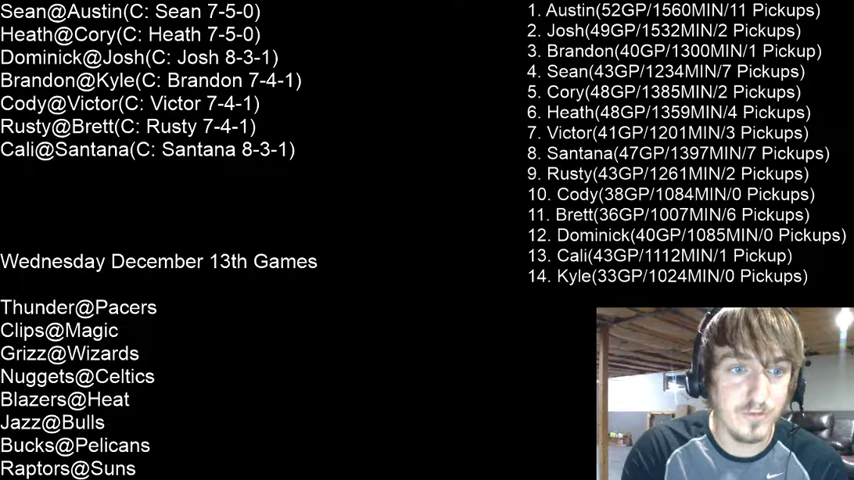 Sean@Austin(C: Sean 7-5-0)
Heath@Cory(C: Heath 7-5-0)
Dominick@Josh(C: Josh 8-3-1)
Brandon@Kyle(C: Brandon 7-4-1)
Cody@Victor(C: Victor 7-4-1)
Rusty@Brett(C: Rusty 7-4-1)
Cali@Santana(C: Santana 8-3-1)
Wednesday December 13th Games
Thunder@Pacers
Clips@Magic
Grizz@Wizards
Nuggets@Celtics
Blazers@Heat
Jazz@Bulls
Bucks@Pelicans
Raptors@Suns
1. Austin(52GP/1560MIN/11 Pickups)
2. Josh(49GP/1532MIN/2 Pickups)
3. Brandon(40GP/1300MIN/1 Pickup)
4. Sean(43GP/1234MIN/7 Pickups)
5. Cory(48GP/1385MIN/2 Pickups)
6. Heath(48GP/1359MIN/4 Pickups)
7. Victor(41GP/1201MIN/3 Pickups)
8. Santana(47GP/1397MIN/7 Pickups)
9. Rusty(43GP/1261MIN/2 Pickups)
10. Cody(38GP/1084MIN/0 Pickups)
11. Brett(36GP/1007MIN/6 Pickups)
12. Dominick(40GP/1085MIN/0 Pickups)
13. Cali(43GP/1112MIN/1 Pickup)
14. Kyle(33GP/1024MIN/0 Pickups)